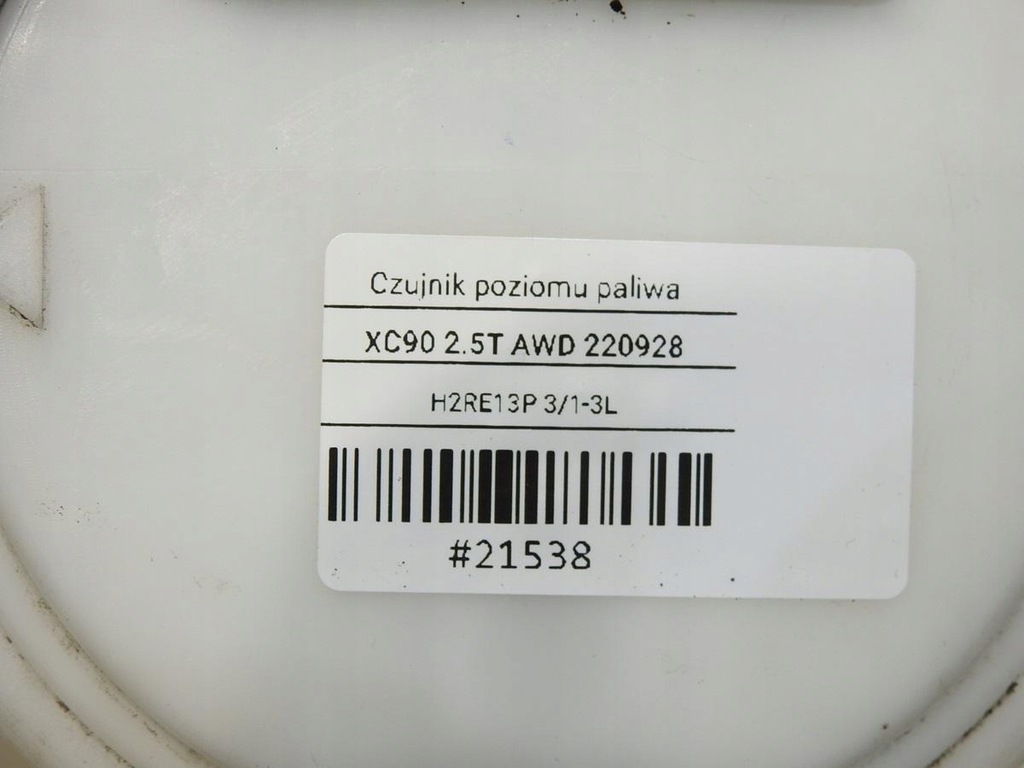 Czujnik poziomu paliwa
XC90 2.5T AWD 220928
H2RE13P 3/1-3L
#21538